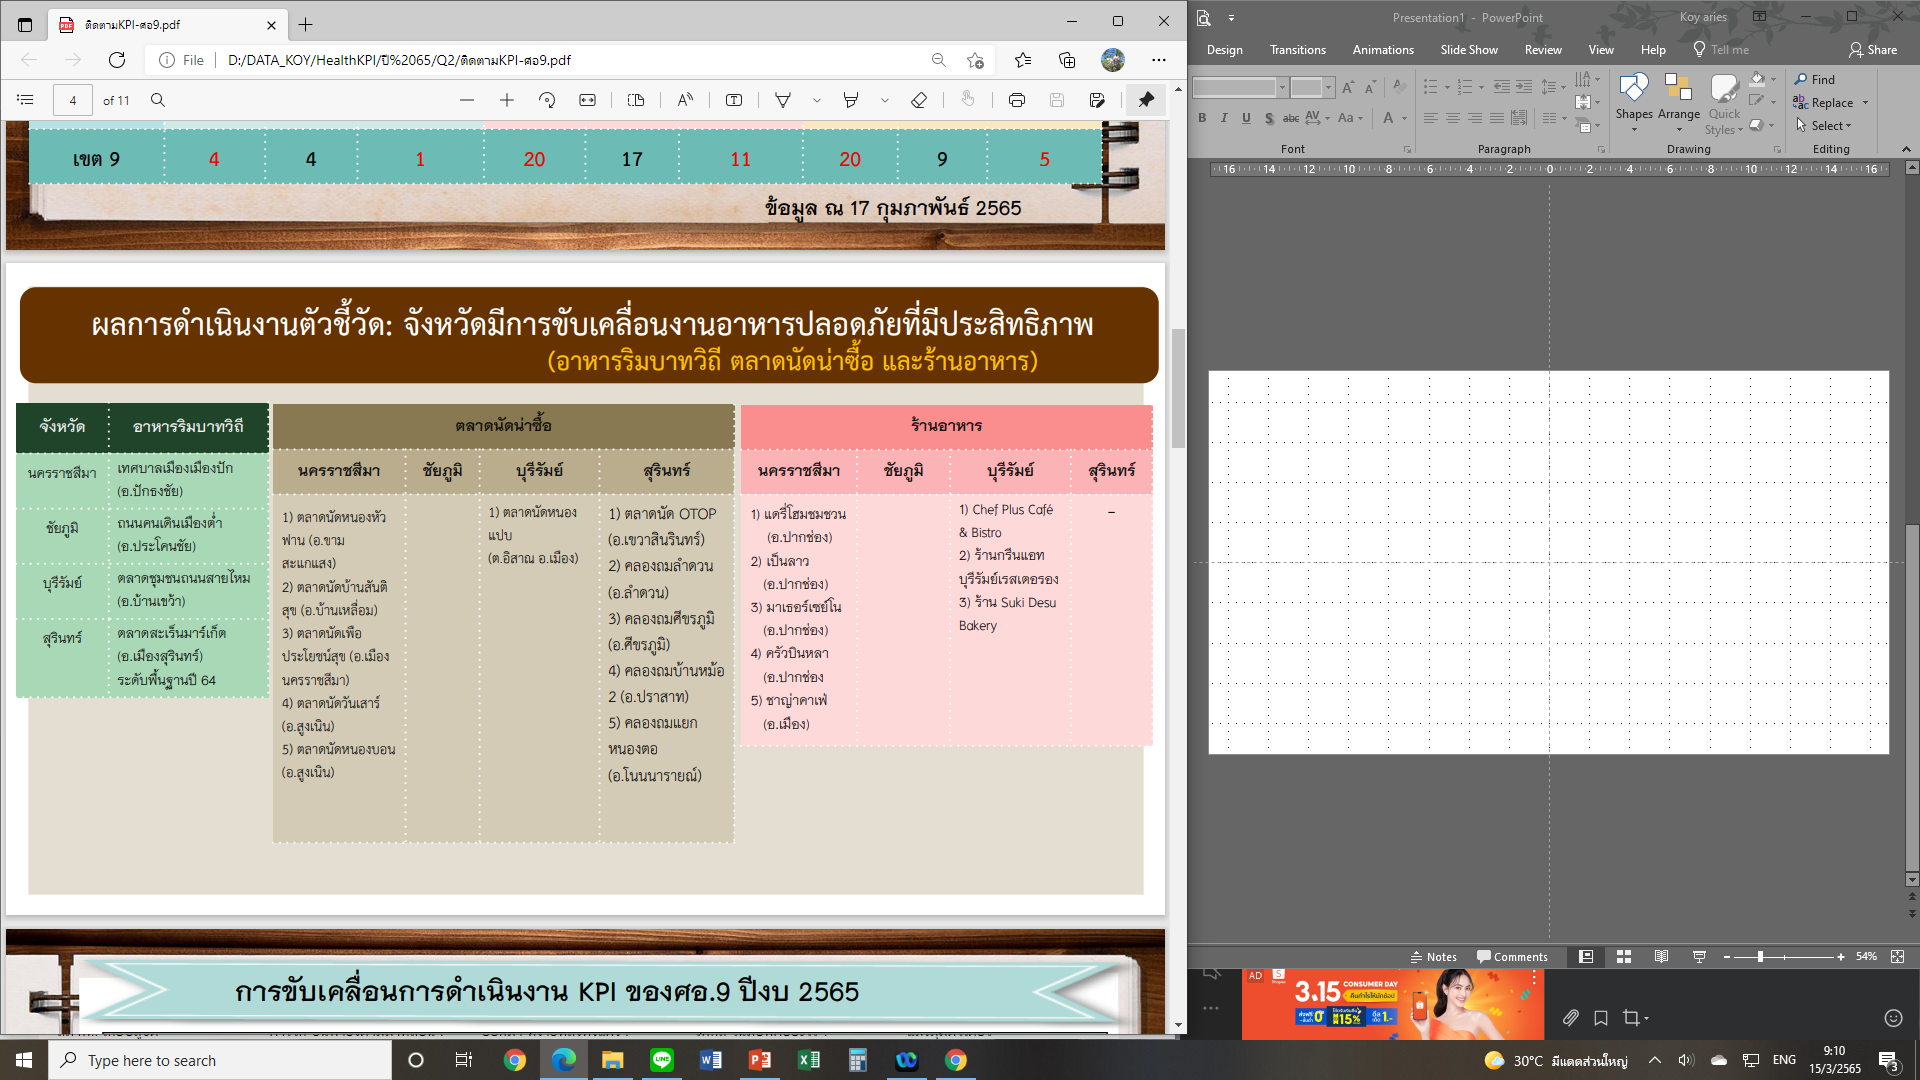 ติดตามKPI-ศอ9.pdf
File
D:/DATA_KOY/HealthKPI/ปี%2065/Q2/ติดตามKPI-ศอ9.pdf
4
of 11
เขต 9
4
4
1
20
17
11
20
9
5
ข้อมูล ณ 17 กุมภาพันธ์ 2565
ผลการดำเนินงานตัวชี้วัด: จังหวัดมีการขับเคลื่อนงานอาหารปลอดภัยที่มีประสิทธิภาพ
(อาหารริมบาทวิถี ตลาดนัดน่าซื้อ และร้านอาหาร)
จังหวัด
อาหารริมบาทวิถี
นครราชสีมา
เทศบาลเมืองเมืองปัก
(อ.ปักธงชัย)
ชัยภูมิ
ถนนคนเดินเมืองต่ำ
(อ.ประโคนชัย)
บุรีรัมย์
ตลาดชุมชนถนนสายไหม
(อ.บ้านเขว้า)
สุรินทร์
ตลาดสะเร็นมาร์เก็ต
(อ.เมืองสุรินทร์)
ระดับพื้นฐานปี 64
ตลาดนัดน่าซื้อ
นครราชสีมา
ชัยภูมิ
บุรีรัมย์
สุรินทร์
1) ตลาดนัดหนองหัว
ฟาน (อ.ขาม
สะแกแสง)
2) ตลาดนัดบ้านสันติ
สุข (อ.บ้านเหลื่อม)
3) ตลาดนัดเพื่อ
ประโยชน์สุข (อ.เมือง
นครราชสีมา)
4) ตลาดนัดวันเสาร์
(อ.สูงเนิน)
5) ตลาดนัดหนองบอน
(อ.สูงเนิน)
1) ตลาดนัดหนอง
แปบ
(ต.อิสาณ อ.เมือง)
1) ตลาดนัด OTOP
(อ.เขวาสินรินทร์)
2) คลองถมลำดวน
(อ.ลำดวน)
3) คลองถมศีขรภูมิ
(อ.ศีขรภูมิ)
4) คลองถมบ้านหม้อ
2 (อ.ปราสาท)
5) คลองถมแยก
หนองตอ
(อ.โนนนารายณ์)
ร้านอาหาร
นครราชสีมา
ชัยภูมิ
บุรีรัมย์
สุรินทร์
1) แดรี่โฮมชมชวน
(อ.ปากช่อง)
2) เป็นลาว
(อ.ปากช่อง)
3) มาเธอร์เซย์โน
(อ.ปากช่อง)
4) ครัวบินหลา
(อ.ปากช่อง
5) ชาญ่าคาเฟ่
(อ.เมือง)
1) Chef Plus Café
& Bistro
2) ร้านกรีนแอท
บุรีรัมย์เรสเตอรอง
3) ร้าน Suki Desu
Bakery
-
การขับเคลื่อนการดำเนินงาน KPI ของศอ.9 ปีงบ 2565
Presentation1 - PowerPoint
Koy aries
Design
Transitions
Animations
Slide Show
Review
View
Help
Tell me
Share
B I U S abc AV Aa A
Shapes
Arrange
Quick
Styles
Find
Replace
Select
Font
Paragraph
Drawing
Editing
16 14 12 10 8 6 4 2 0 2 4 6 8 10 12 14 16
Notes
Comments
54%
AD
Shopee
3.15
CONSUMER DAY
15%
1.-
Type here to search
30°C มีแดดส่วนใหญ่
ENG
9:10
15/3/2565
3